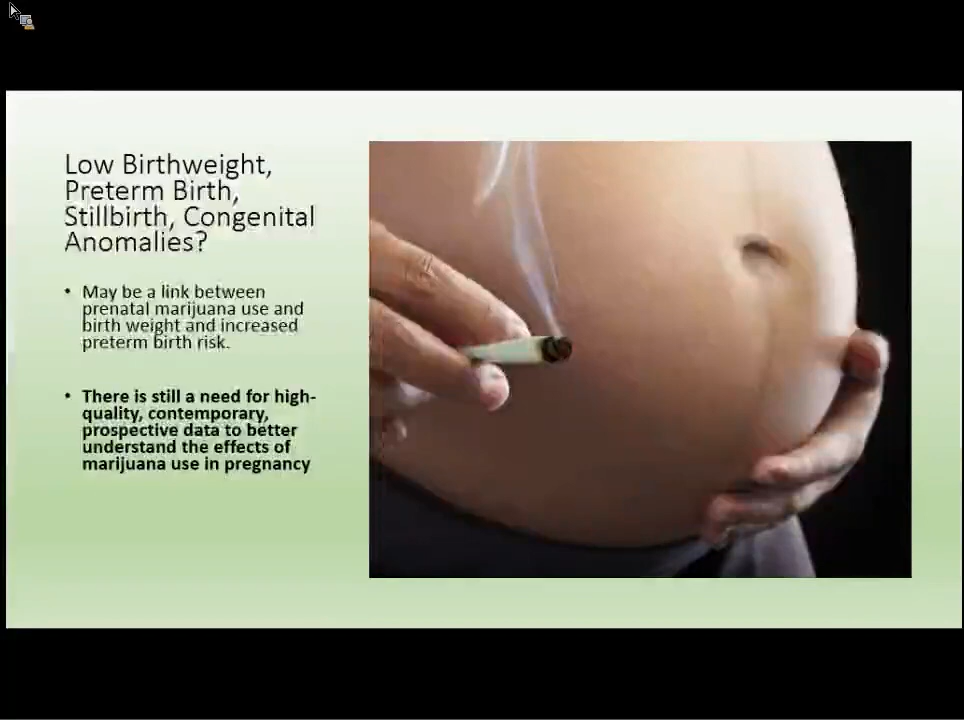 Low Birthweight,
Preterm Birth,
Stillbirth, Congenital
Anomalies?
• May be a link between
prenatal marijuana use and
birth weight and increased
preterm birth risk.
• There is still a need for high-
quality, contemporary,
prospective data to better
understand the effects of
marijuana use in pregnancy